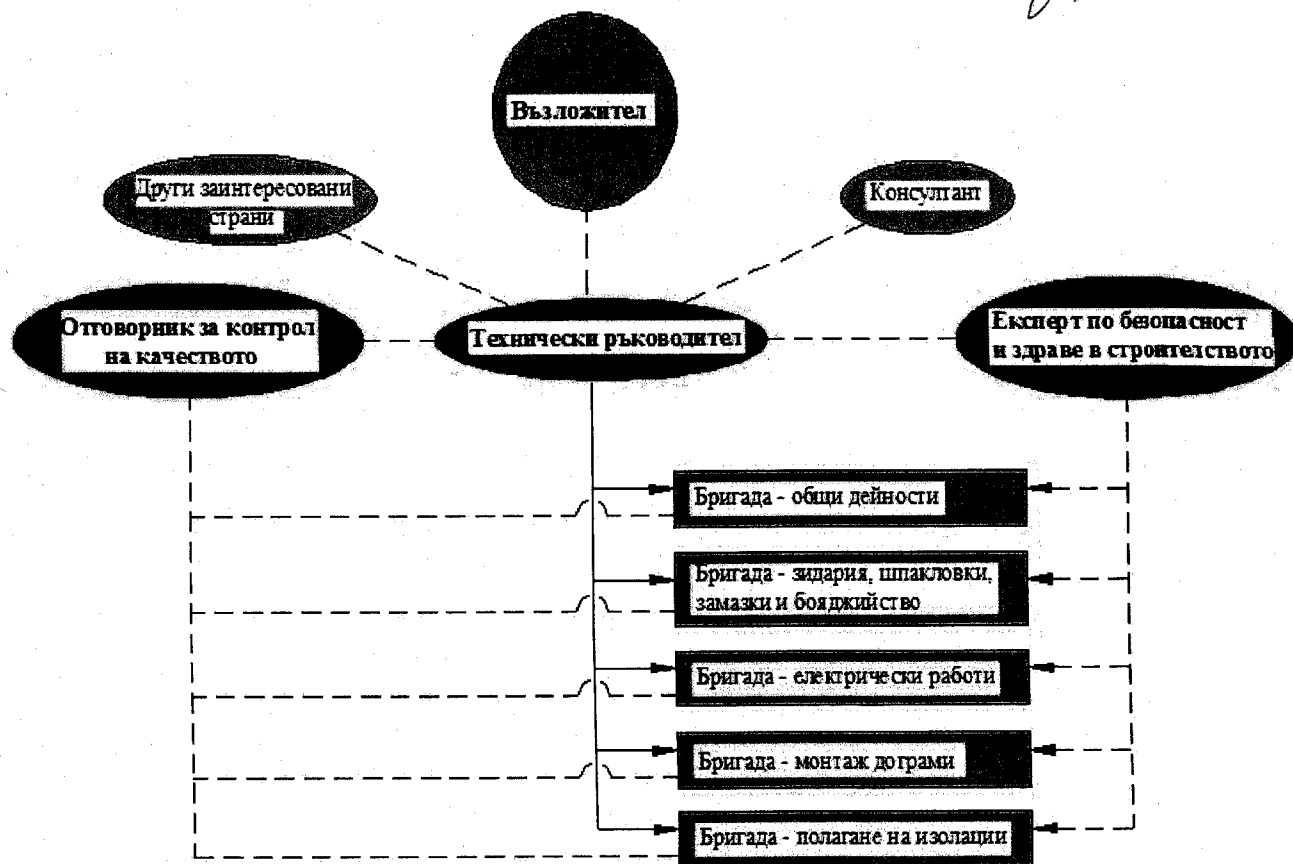 Възложител
Други заинтересовани
страни
Консултант
Отговорник за контрол
на качеството
Технически ръководител
Експерт по безопасност
и здраве в строителството
Бригада - общи дейности
Бригада - зидария, шпакловки,
замазки и бояджийство
Бригада - електрически работи
Бригада - монтаж дограми
Бригада - полагане на изолации